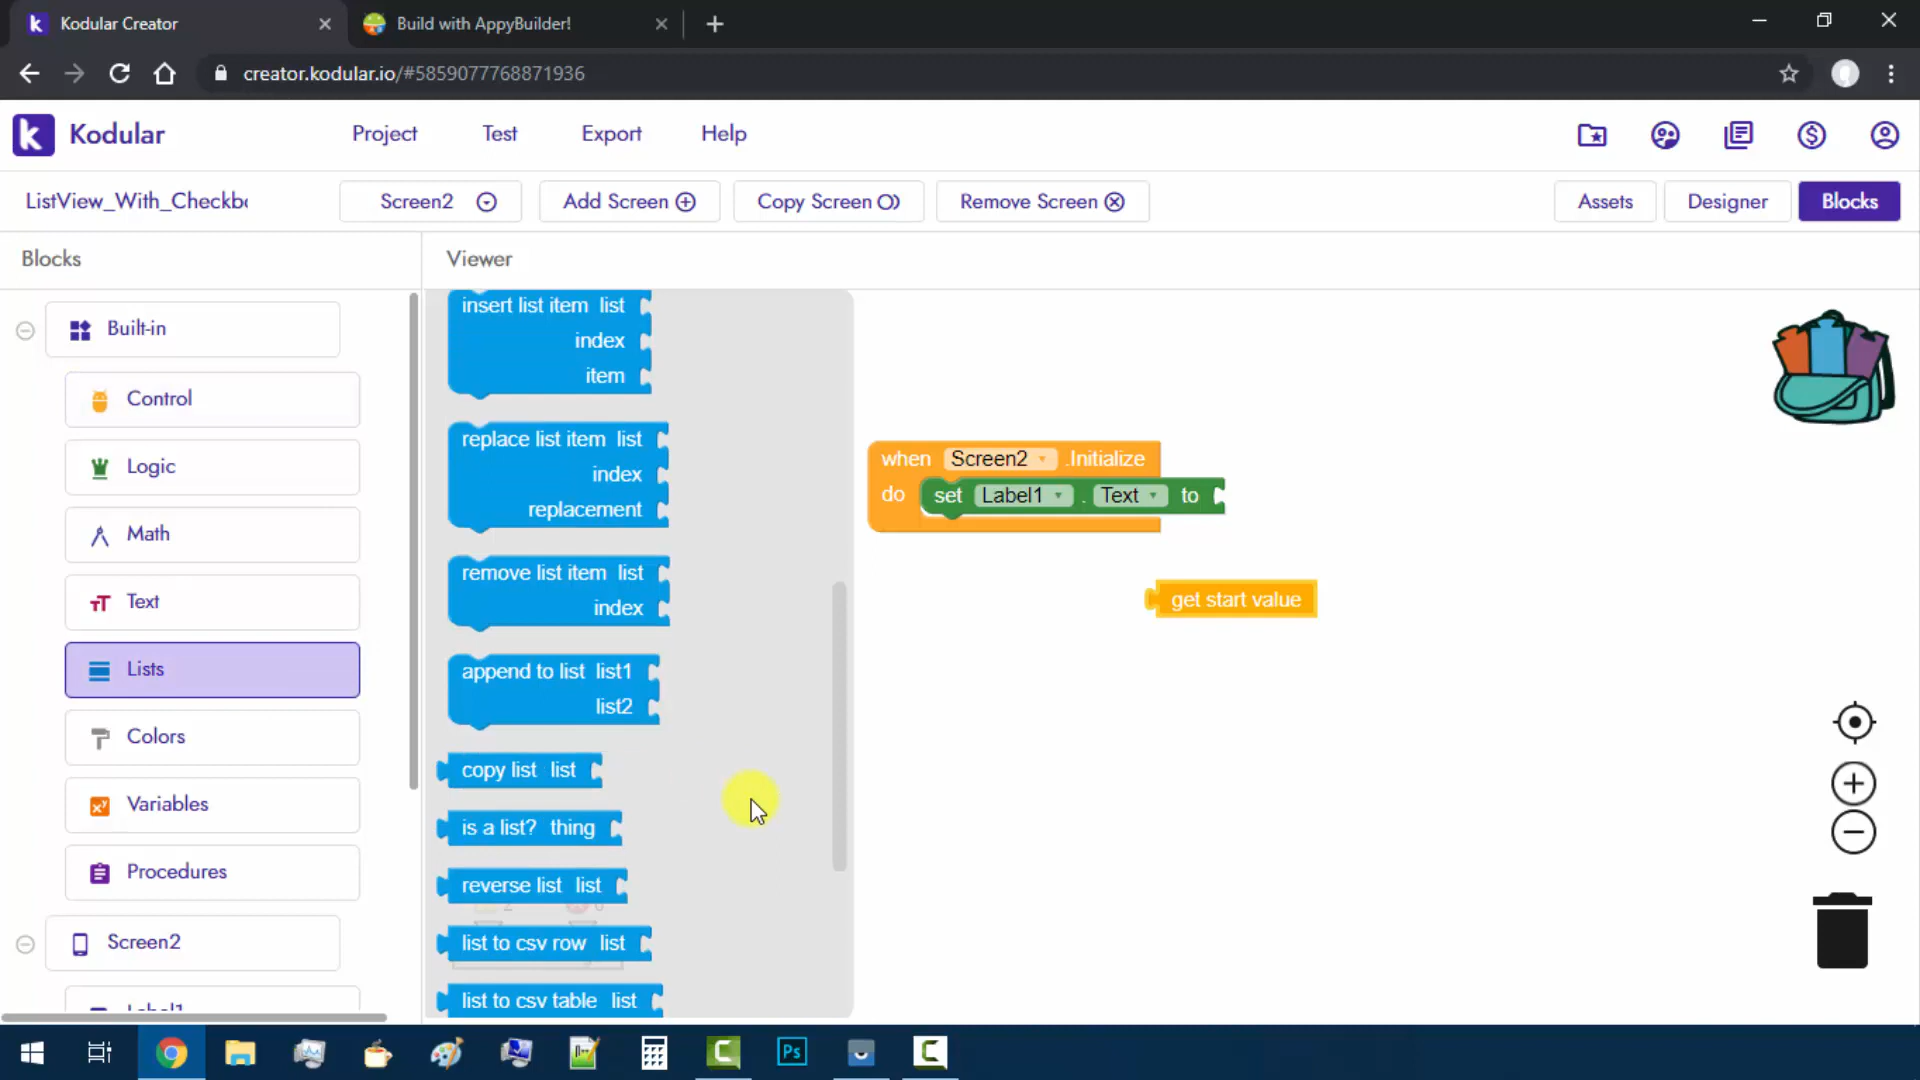 Kodular Creator
Build with AppyBuilder!
creator.kodular.io/#5859077768871936
Kodular
Project
Test
Export
Help
ListView_With_Checkb
Screen2
Add Screen
Copy Screen
Remove Screen
Assets
Designer
Blocks
Blocks
Viewer
Built-in
Control
Logic
Math
Text
Lists
Colors
Variables
Procedures
Screen2
Label1
insert list item list
index
item
replace list item list
index
replacement
remove list item list
index
append to list list1
list2
copy list list
is a list? thing
reverse list list
list to csv row list
list to csv table list
when Screen2 .Initialize
do set Label1 . Text to
get start value
Ps